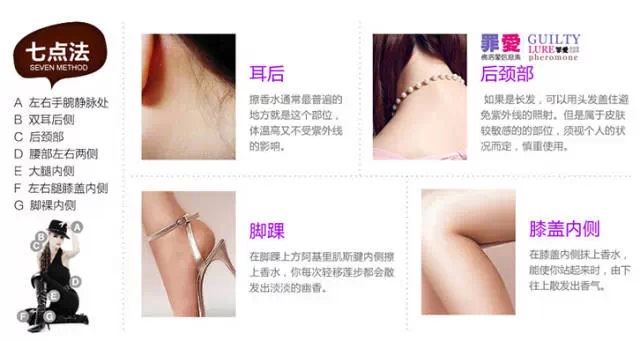 七点法
SEVEN METHOD
A 左右手腕静脉处
B 双耳后侧
C 后颈部
D 腰部左右两侧
E 大腿内侧
F 左右腿膝盖内侧
G 脚裸内侧
A
B
C
D
E
F
G
耳后
擦香水通常最普遍的
地方就是这个部位，
体温高又不受紫外线
的影响。
罪愛 GUILTY
LURE 罪愛
pheromone
后颈部
如果是长发，可以用头发盖住避
免紫外线的照射。但是属于皮肤
较敏感的的部位，须视个人的状
况而定，慎重使用。
脚踝
在脚踝上方阿基里肌斯腱内侧擦
上香水，你每次轻移莲步都会散
发出淡淡的幽香。
膝盖内侧
在膝盖内侧抹上香水，
能使你站起来时，由下
往上散发出香气。